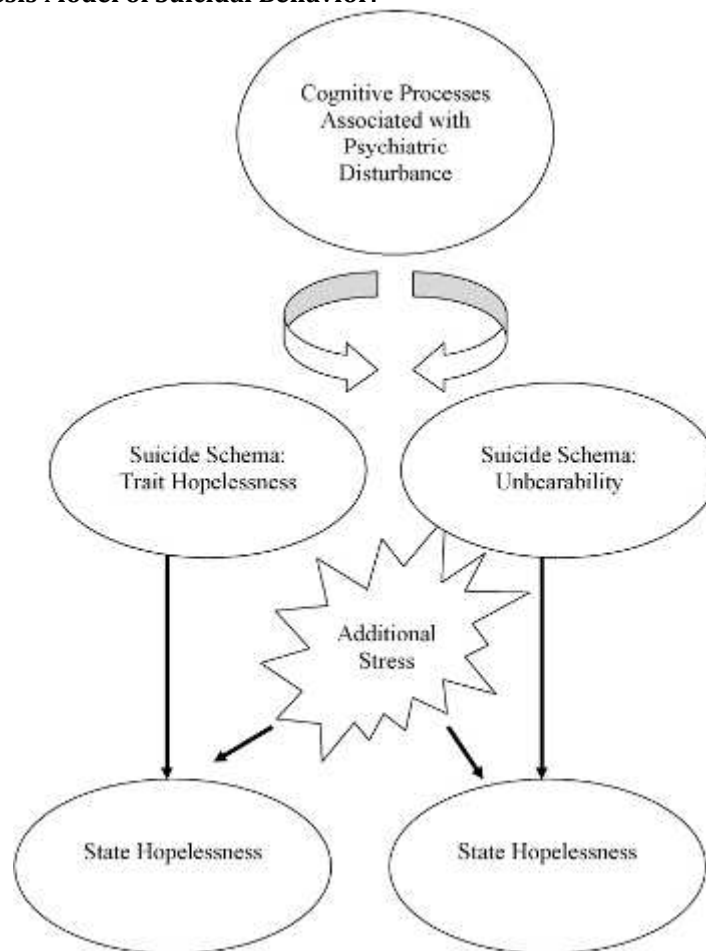 Model of Suicidal Behavior.
Cognitive Processes
Associated with
Psychiatric
Disturbance
Suicide Schema:
Trait Hopelessness
Suicide Schema:
Unbearability
Additional
Stress
State Hopelessness
State Hopelessness